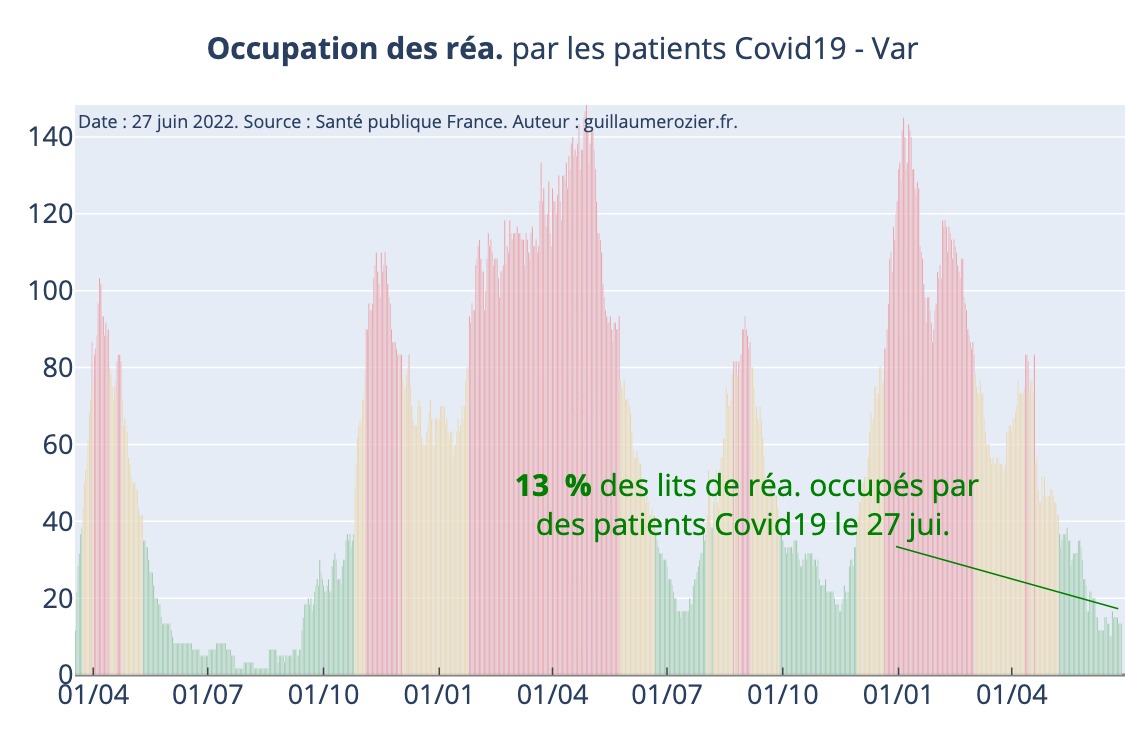 Occupation des réa. par les patients Covid19 - Var
Date : 27 juin 2022. Source : Santé publique France. Auteur : guillaumerozier.fr.
140
120
100
80
60
40
20
0
13 % des lits de réa. occupés par
des patients Covid19 le 27 jui.
01/04 01/07 01/10 01/01 01/04 01/07 01/10 01/01 01/04